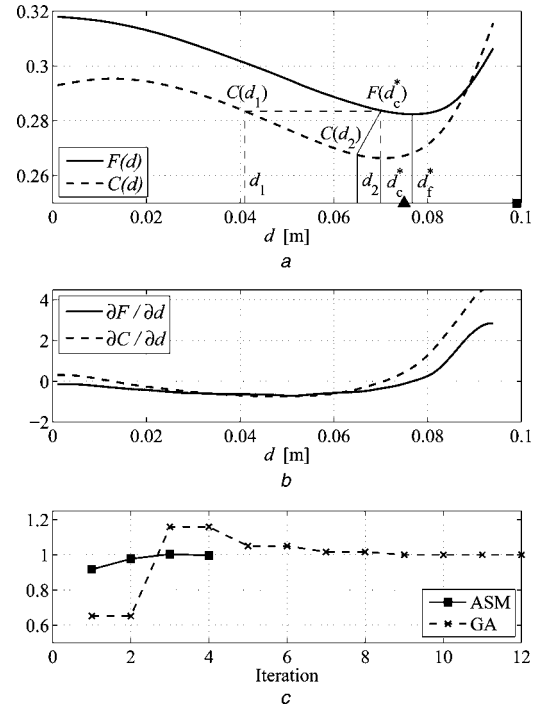 0.32
0.3
0.28
0.26
C(d₁) F(d*c)
C(d₂)
F(d)
C(d)
d₁ d₂ d*c d*f
0 0.02 0.04 0.06 0.08 0.1
d [m]
a
4
2
0
−2
∂F / ∂d
∂C / ∂d
0 0.02 0.04 0.06 0.08 0.1
d [m]
b
1.2
1
0.8
0.6
ASM
GA
0 2 4 6 8 10 12
Iteration
c